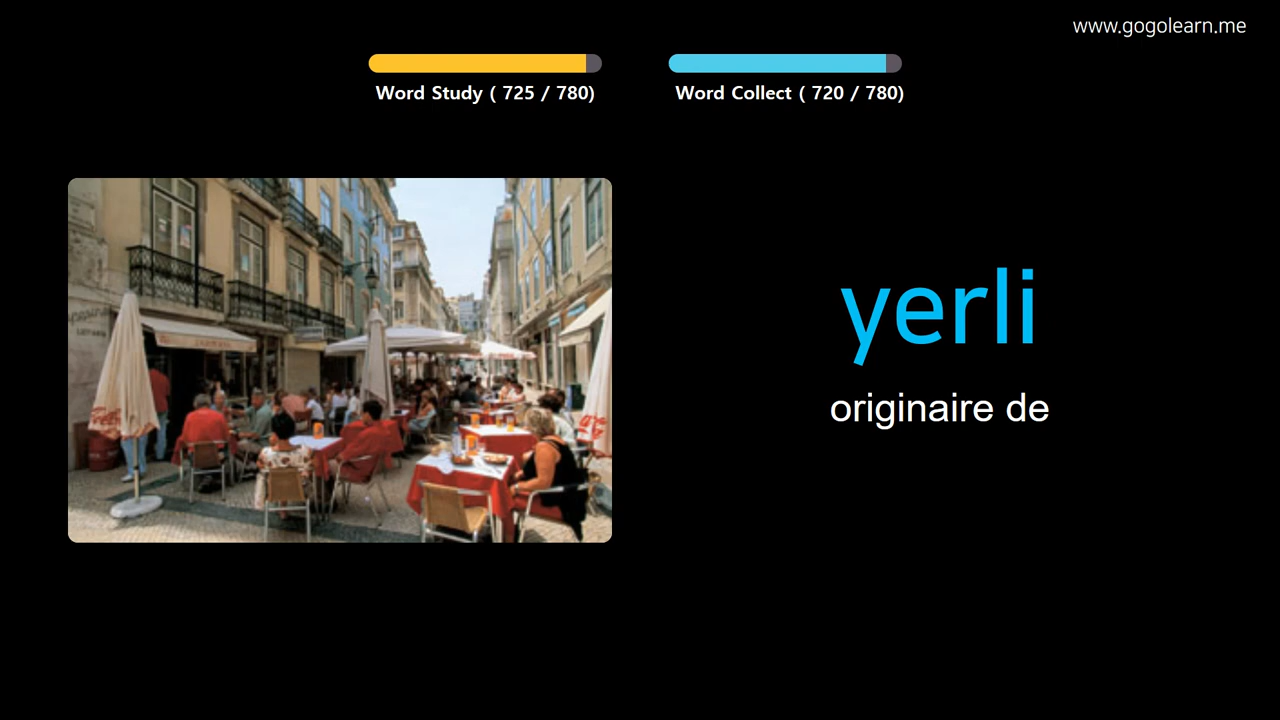 www.gogolearn.me
Word Study ( 725 / 780)
Word Collect ( 720 / 780)
yerli
originaire de